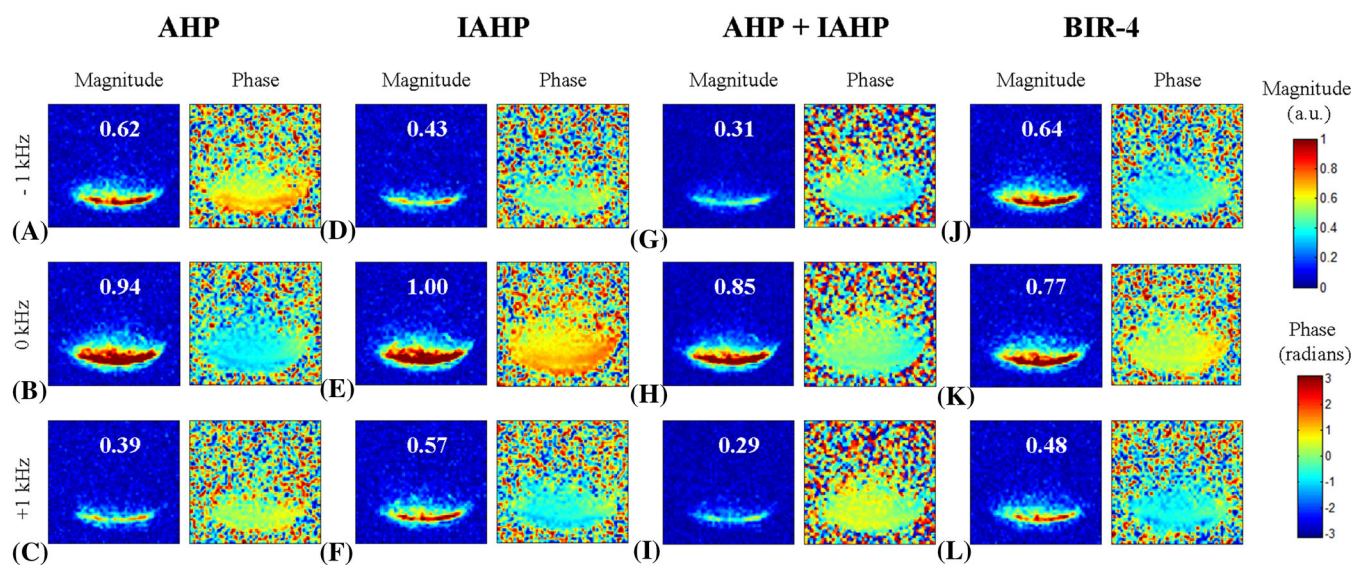 AHP IAHP AHP + IAHP BIR-4
Magnitude Phase Magnitude Phase Magnitude Phase Magnitude Phase
Magnitude
(a.u.)
- 1 kHz
0.62 0.43 0.31 0.64
(A) (D) (G) (J)
1
0.8
0.6
0.4
0.2
0
0 kHz
0.94 1.00 0.85 0.77
(B) (E) (H) (K)
Phase
(radians)
3
2
1
0
-1
-2
-3
+1 kHz
0.39 0.57 0.29 0.48
(C) (F) (I) (L)